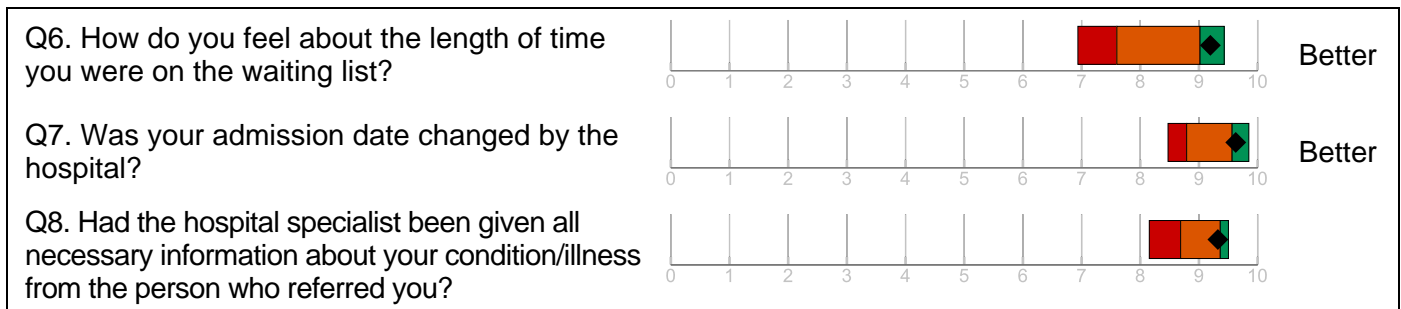 Q6. How do you feel about the length of time
you were on the waiting list?
0 1 2 3 4 5 6 7 8 9 10
Better
Q7. Was your admission date changed by the
hospital?
0 1 2 3 4 5 6 7 8 9 10
Better
Q8. Had the hospital specialist been given all
necessary information about your condition/illness
from the person who referred you?
0 1 2 3 4 5 6 7 8 9 10